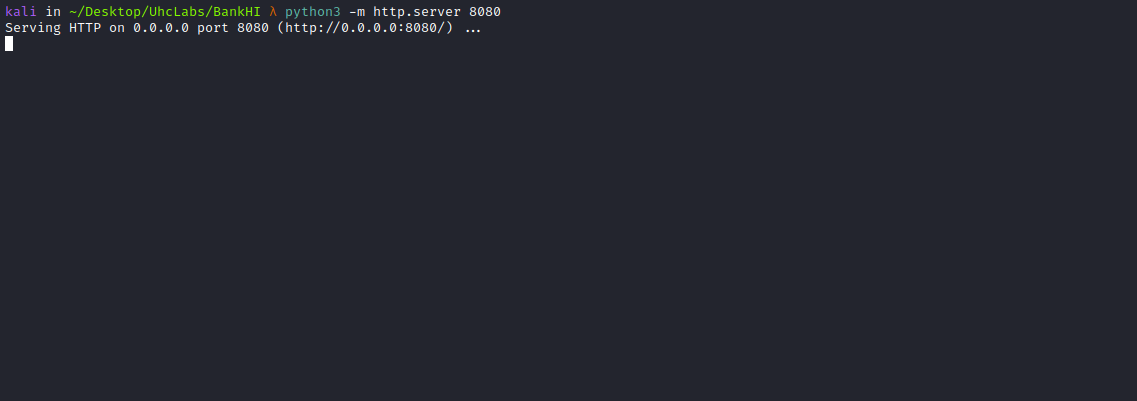 kali in ~/Desktop/UhcLabs/BankHI λ python3 -m http.server 8080
Serving HTTP on 0.0.0.0 port 8080 (http://0.0.0.0:8080/) ...